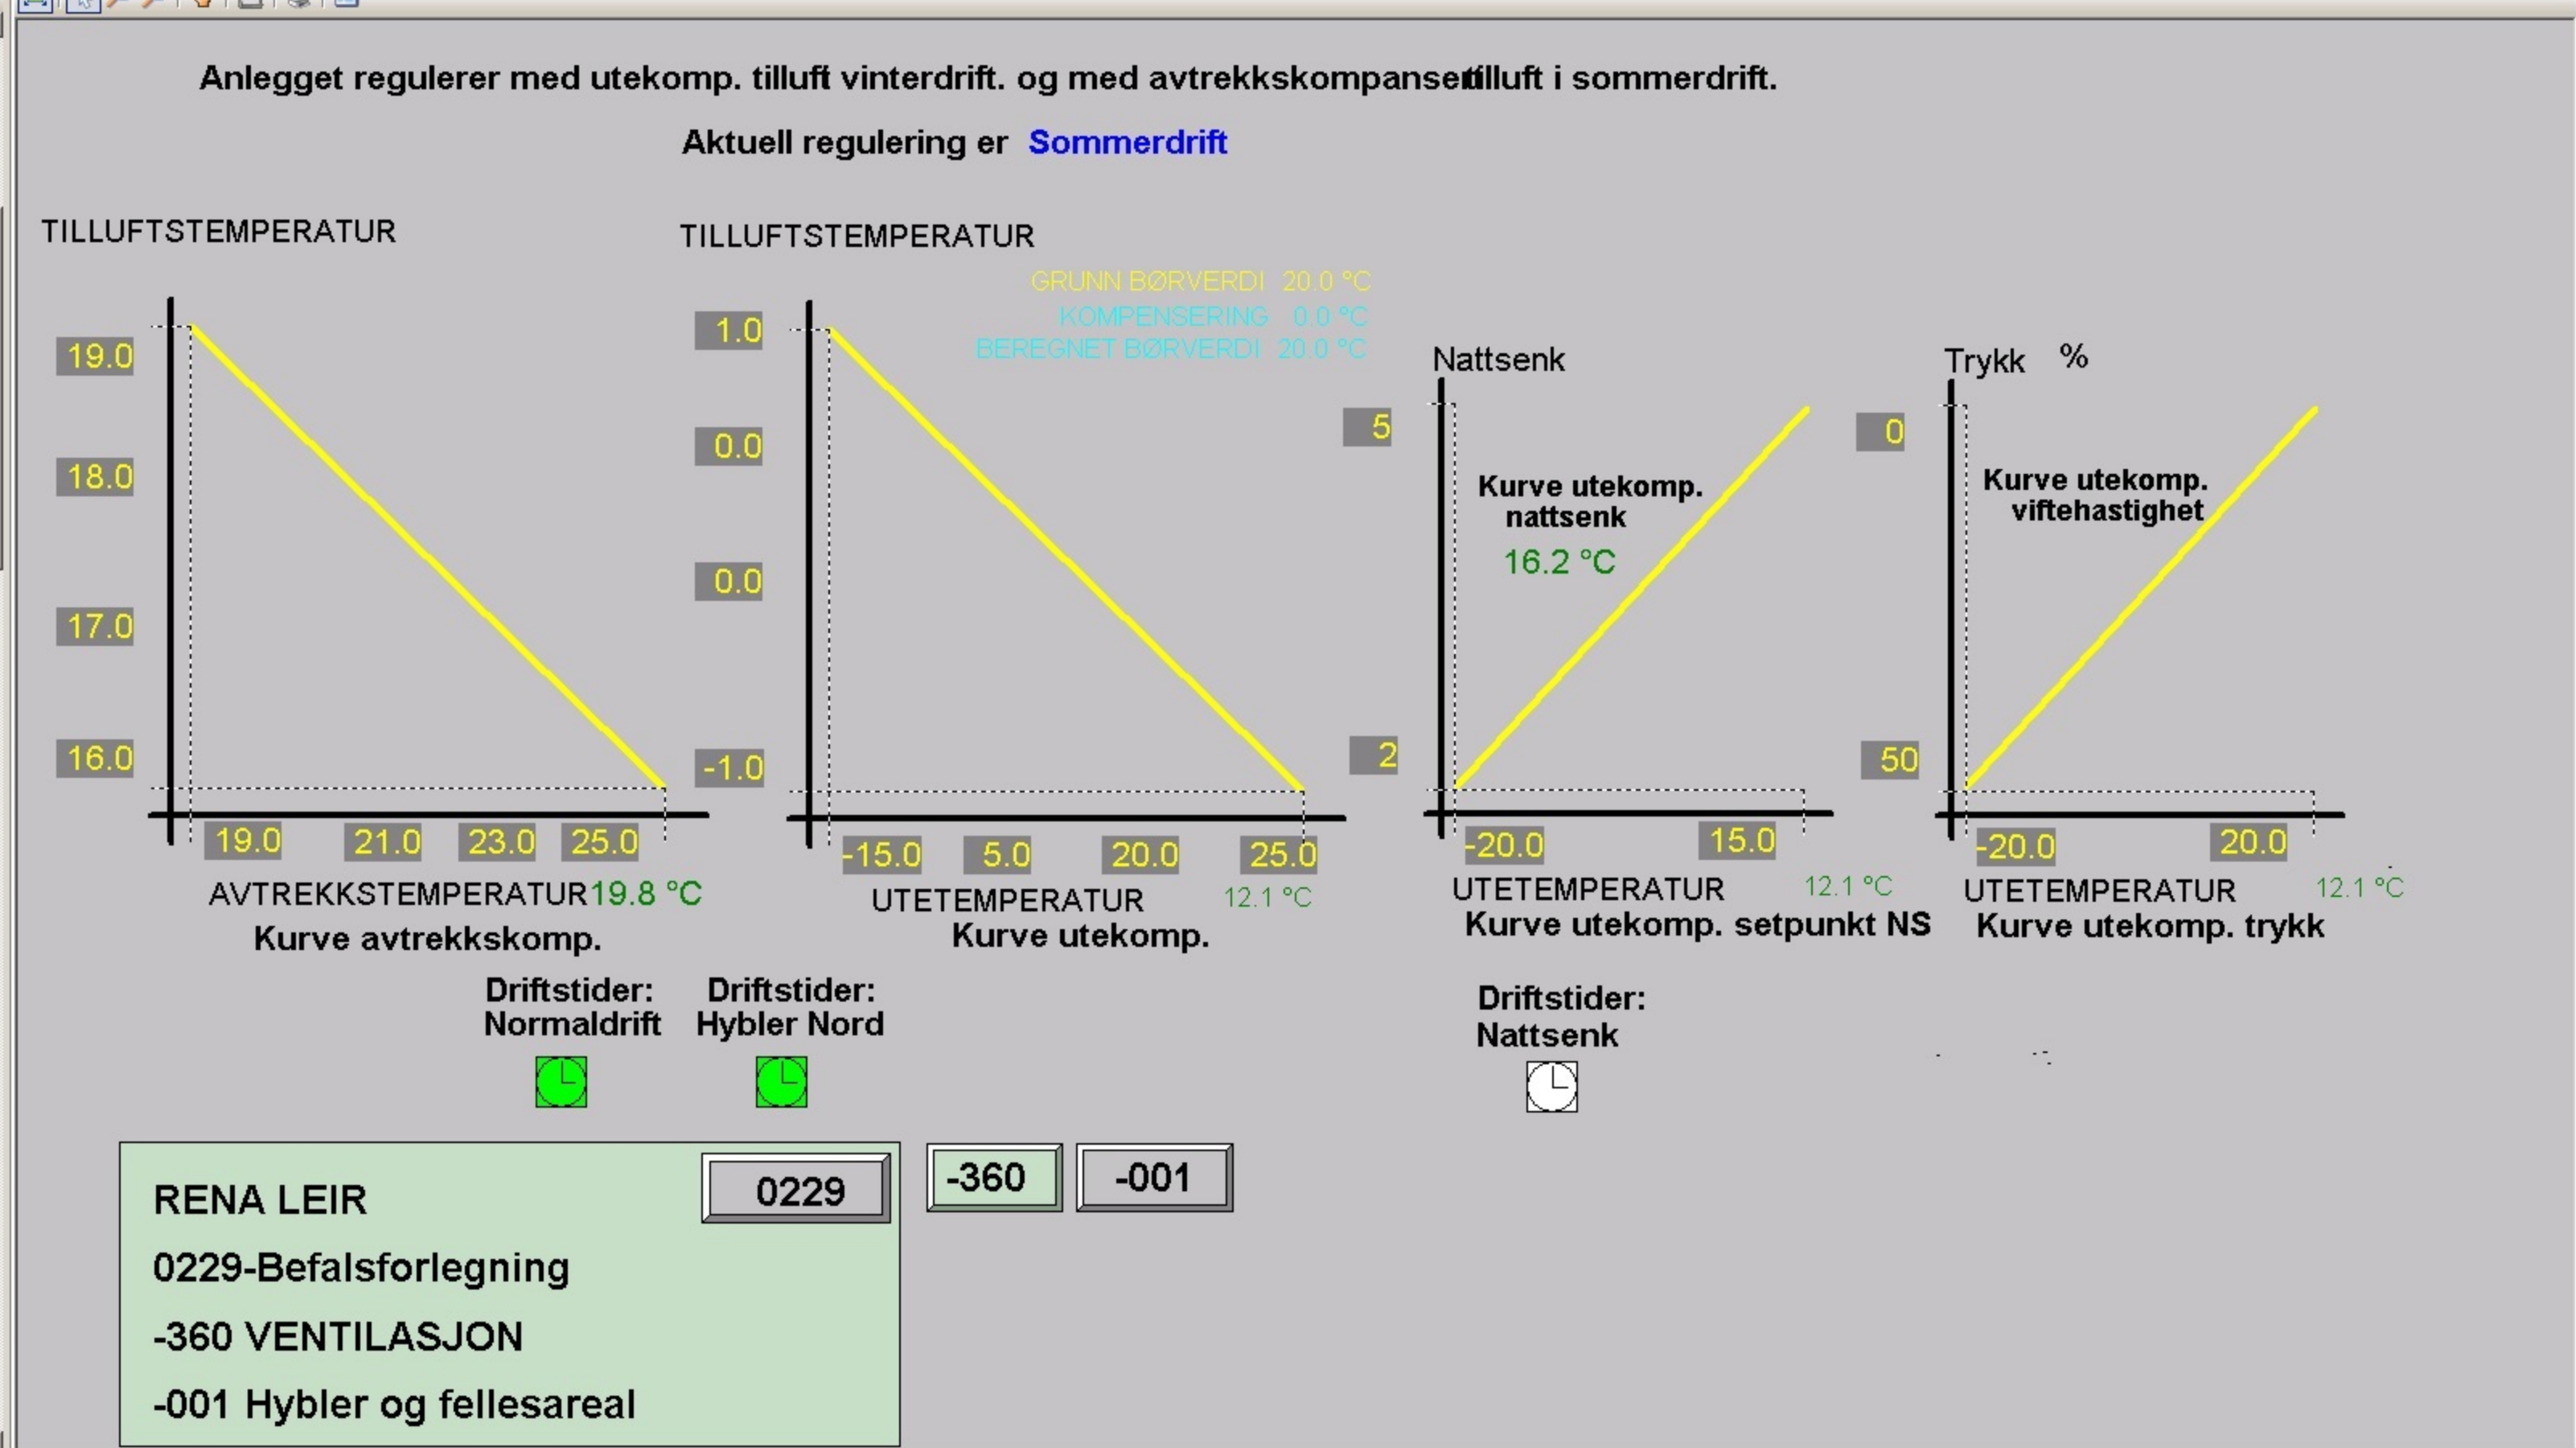 Anlegget regulerer med utekomp. tilluft vinterdrift. og med avtrekkskompansert tilluft i sommerdrift.
Aktuell regulering er Sommerdrift
TILLUFTSTEMPERATUR
19.0
18.0
17.0
16.0
19.0 21.0 23.0 25.0
AVTREKKSTEMPERATUR 19.8 °C
Kurve avtrekkskomp.
TILLUFTSTEMPERATUR
GRUNN BØRVERDI 20.0 °C
KOMPENSERING 0.0 °C
BEREGNET BØRVERDI 20.0 °C
1.0
0.0
0.0
-1.0
-15.0 5.0 20.0 25.0
UTETEMPERATUR 12.1 °C
Kurve utekomp.
Nattsenk
5
Kurve utekomp.
nattsenk
16.2 °C
2
-20.0 15.0
UTETEMPERATUR 12.1 °C
Kurve utekomp. setpunkt NS
Trykk %
0
Kurve utekomp.
viftehastighet
50
-20.0 20.0
UTETEMPERATUR 12.1 °C
Kurve utekomp. trykk
Driftstider:
Normaldrift
Driftstider:
Hybler Nord
Driftstider:
Nattsenk
RENA LEIR 0229 -360 -001
0229-Befalsforlegning
-360 VENTILASJON
-001 Hybler og fellesareal